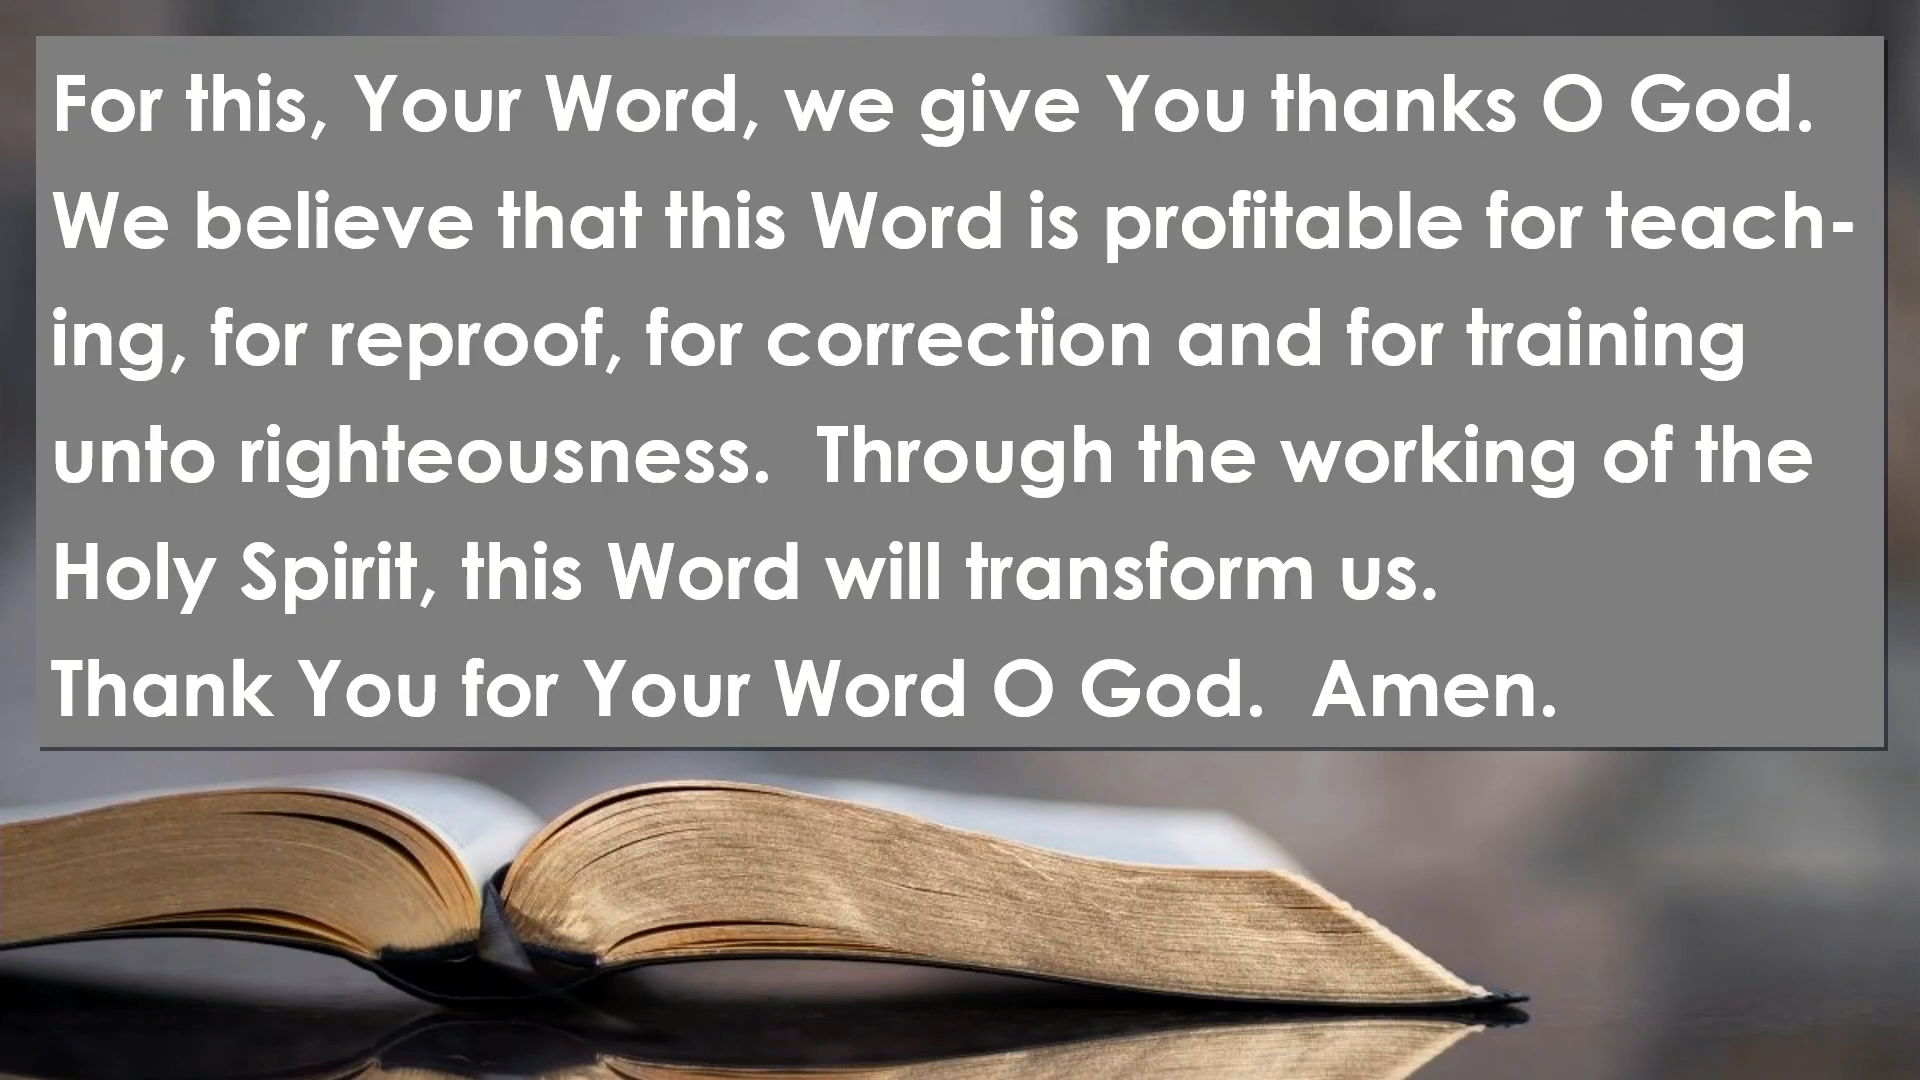 For this, Your Word, we give You thanks O God.
We believe that this Word is profitable for teach-
ing, for reproof, for correction and for training
unto righteousness.  Through the working of the
Holy Spirit, this Word will transform us.
Thank You for Your Word O God.  Amen.